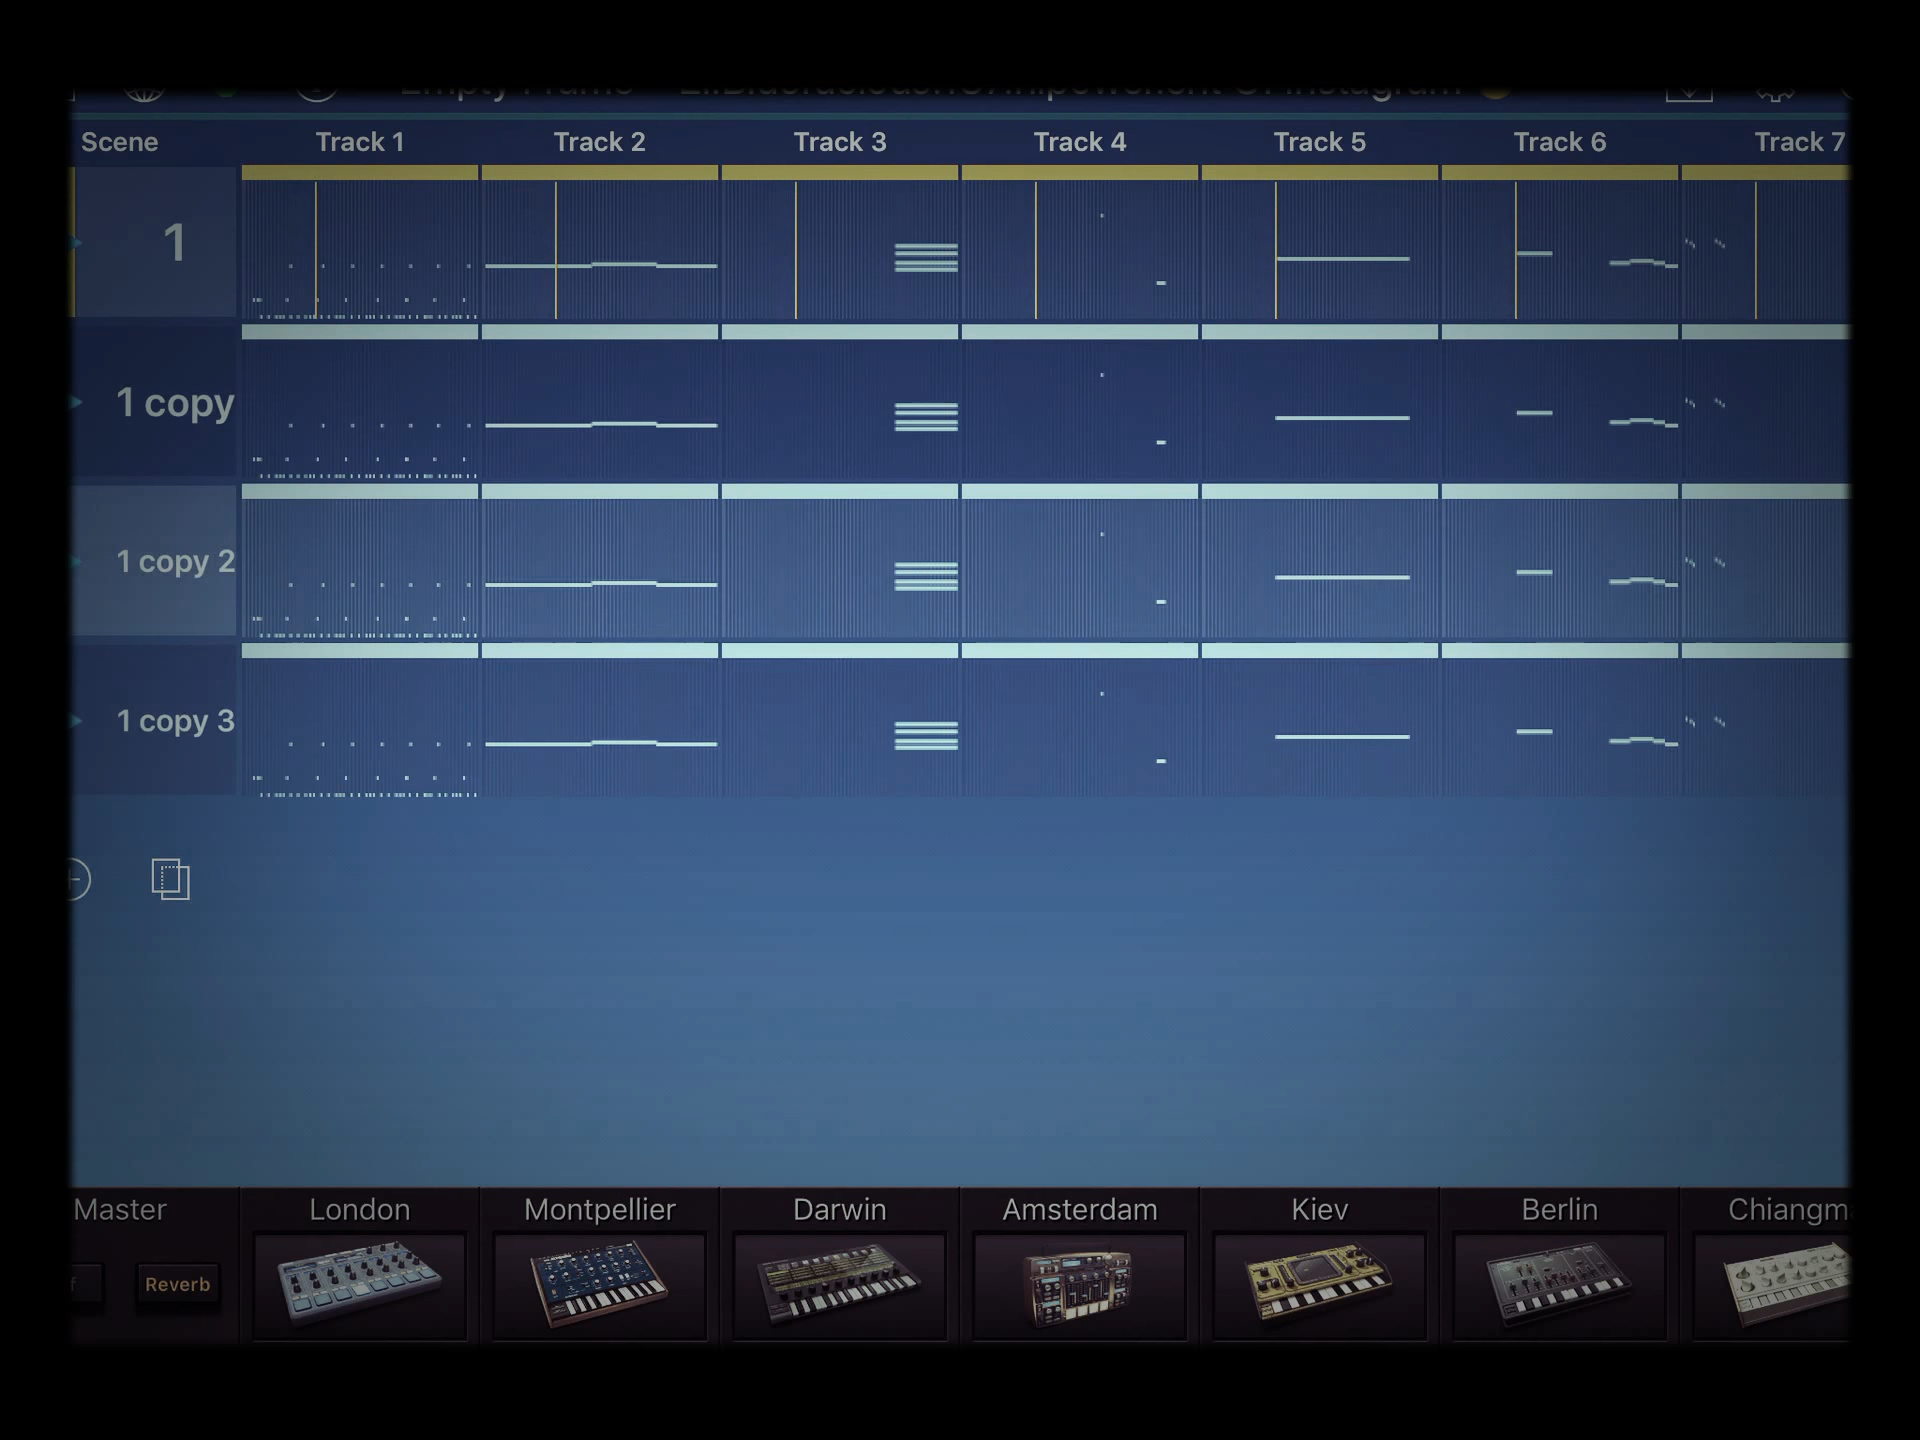 Scene Track 1 Track 2 Track 3 Track 4 Track 5 Track 6 Track 7
1
1 copy
1 copy 2
1 copy 3
Master London Montpellier Darwin Amsterdam Kiev Berlin Chiangm
Reverb